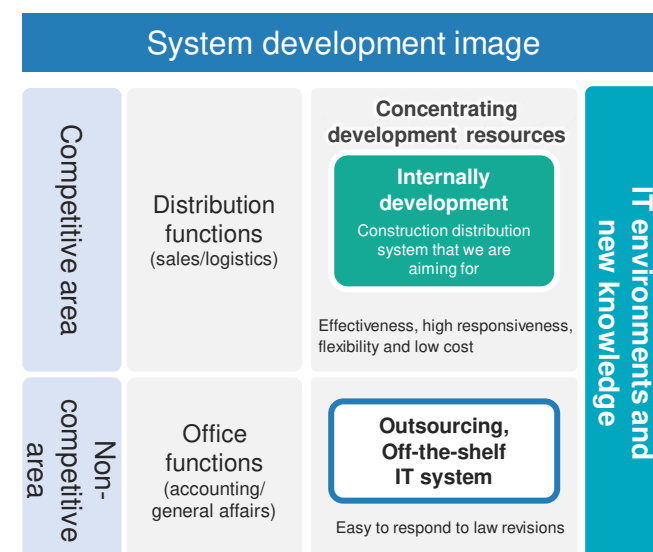 System development image
Competitive area
Distribution
functions
(sales/logistics)
Concentrating
development resources
Internally
development
Construction distribution
system that we are
aiming for
Effectiveness, high responsiveness,
flexibility and low cost
Non-
competitive
area
Office
functions
(accounting/
general affairs)
Outsourcing,
Off-the-shelf
IT system
Easy to respond to law revisions
IT environments and
new knowledge